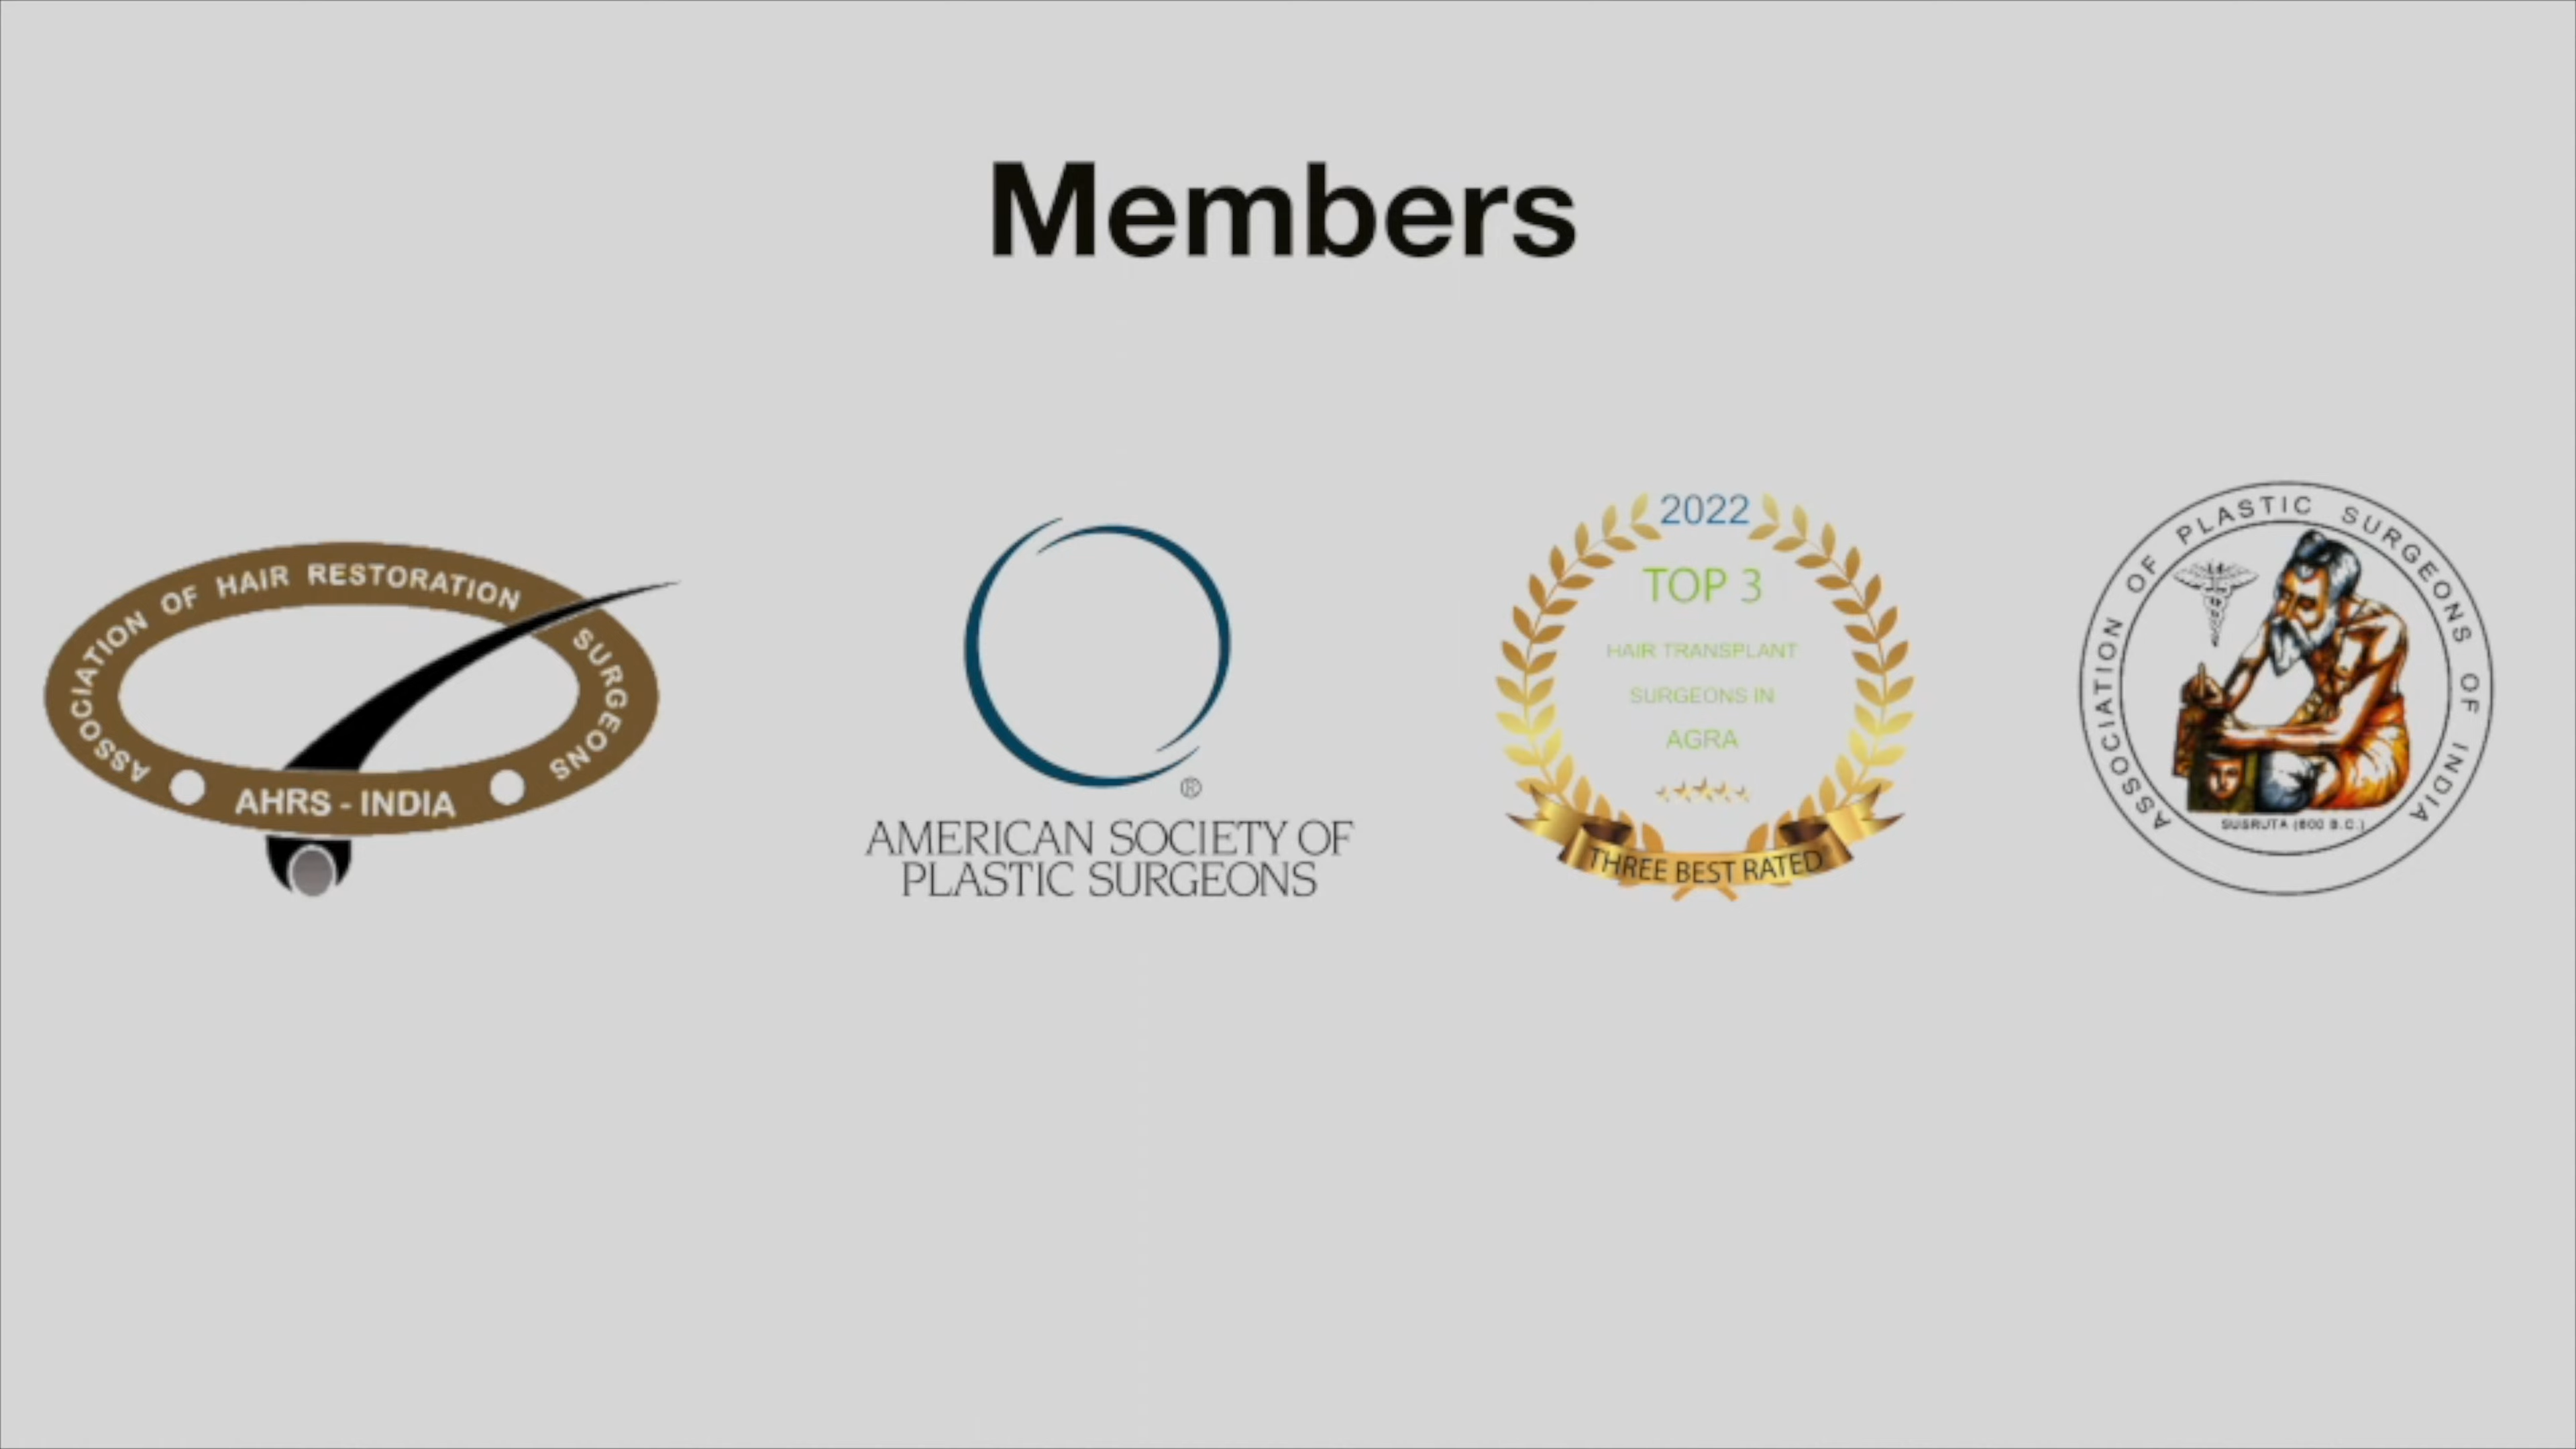 Members
ASSOCIATION OF HAIR RESTORATION SURGEONS
AHRS - INDIA
®
AMERICAN SOCIETY OF
PLASTIC SURGEONS
2022
TOP 3
HAIR TRANSPLANT
SURGEONS IN
AGRA
THREE BEST RATED
ASSOCIATION OF PLASTIC SURGEONS OF INDIA
SUSRUTA (600 B.C.)